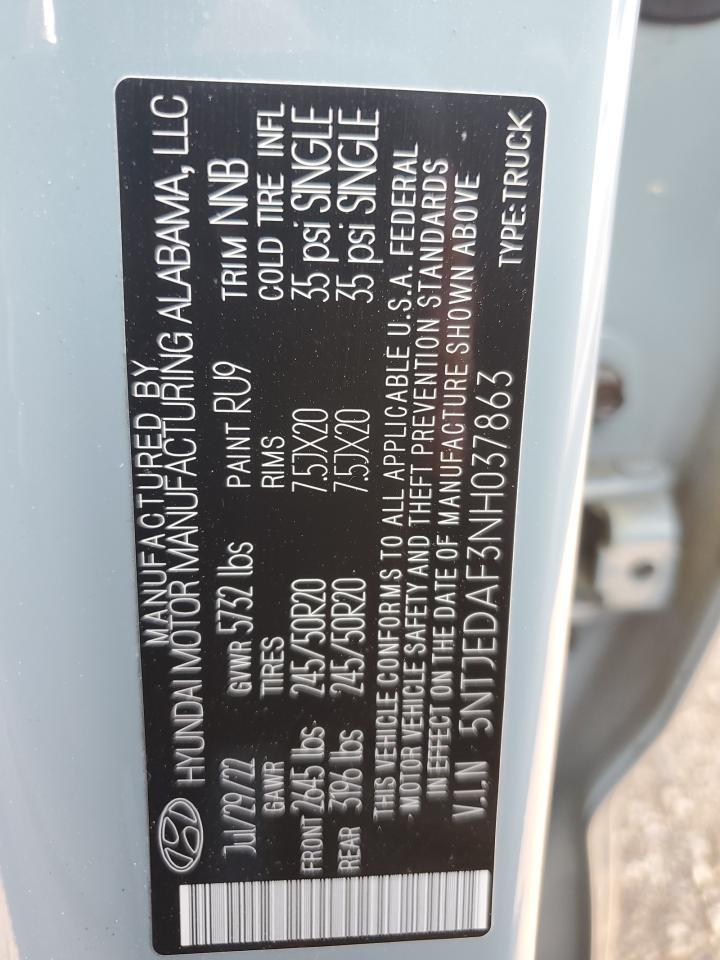 MANUFACTURED BY
HYUNDAI MOTOR MANUFACTURING ALABAMA, LLC
Jul/29/22 GVWR 5732 lbs PAINT RU9 TRIM NNB
GAWR TIRES RIMS COLD TIRE INFL
FRONT 2645 lbs 245/50R20 7.5JX20 35 psi SINGLE
REAR 3196 lbs 245/50R20 7.5JX20 35 psi SINGLE
THIS VEHICLE CONFORMS TO ALL APPLICABLE U.S.A. FEDERAL
MOTOR VEHICLE SAFETY AND THEFT PREVENTION STANDARDS
IN EFFECT ON THE DATE OF MANUFACTURE SHOWN ABOVE
V.I.N 5NTJEDAF3NH037863 TYPE:TRUCK